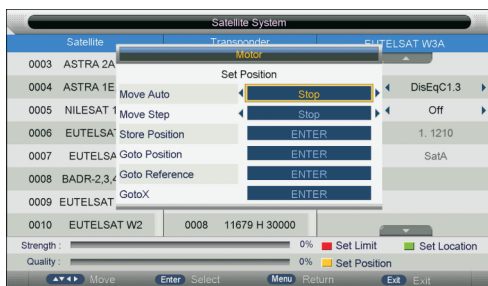 Satellite System
Satellite Transponder EUTELSAT W3A
Motor
Set Position
0003 ASTRA 2A
0004 ASTRA 1E Move Auto Stop DisEqC1.3
0005 NILESAT 1 Move Step Stop Off
0006 EUTELSAT Store Position ENTER 1. 1210
0007 EUTELSA Goto Position ENTER SatA
0008 BADR-2,3,4 Goto Reference ENTER
0009 EUTELSAT GotoX ENTER
0010 EUTELSAT W2 0008 11679 H 30000
Strength : 0% Set Limit Set Location
Quality : 0% Set Position
Move Enter Select Menu Return Exit Exit